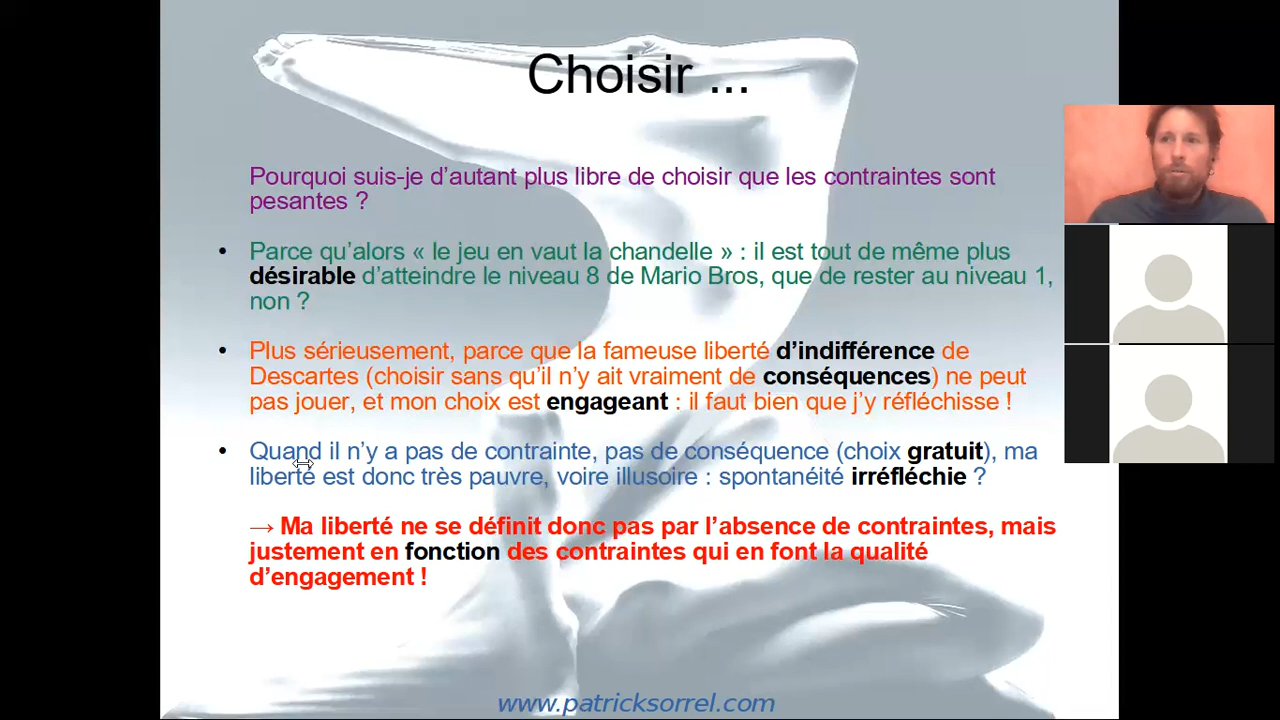 Choisir ...
Pourquoi suis-je d’autant plus libre de choisir que les contraintes sont
pesantes ?
• Parce qu’alors « le jeu en vaut la chandelle » : il est tout de même plus
désirable d’atteindre le niveau 8 de Mario Bros, que de rester au niveau 1,
non ?
• Plus sérieusement, parce que la fameuse liberté d’indifférence de
Descartes (choisir sans qu’il n’y ait vraiment de conséquences) ne peut
pas jouer, et mon choix est engageant : il faut bien que j’y réfléchisse !
• Quand il n’y a pas de contrainte, pas de conséquence (choix gratuit), ma
liberté est donc très pauvre, voire illusoire : spontanéité irréfléchie ?
→ Ma liberté ne se définit donc pas par l’absence de contraintes, mais
justement en fonction des contraintes qui en font la qualité
d’engagement !
www.patricksorrel.com